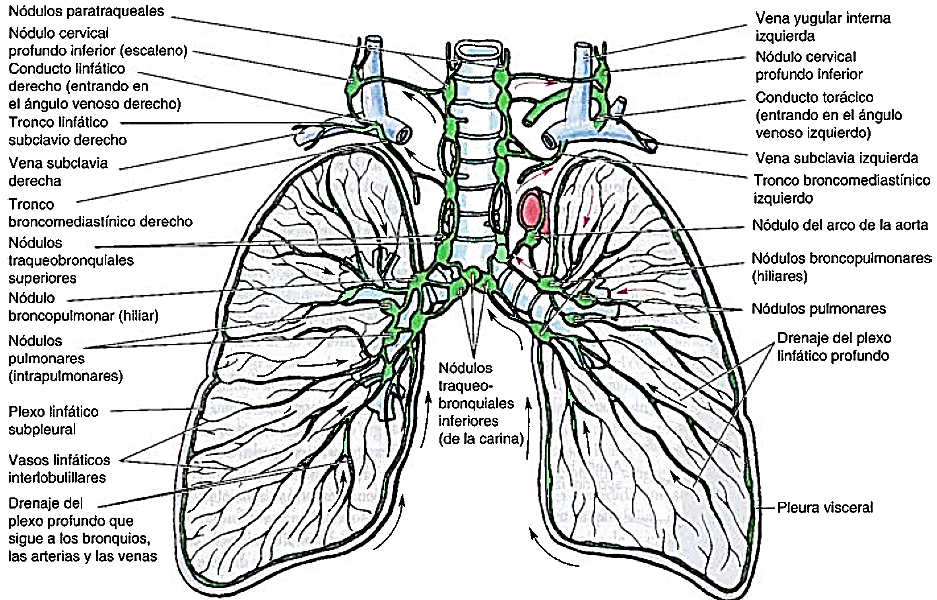 Nódulos paratraqueales
Nódulo cervical
profundo inferior (escaleno)
Conducto linfático
derecho (entrando en
el ángulo venoso derecho)
Tronco linfático
subclavio derecho
Vena subclavia
derecha
Tronco
broncomediastínico derecho
Nódulos
traqueobronquiales
superiores
Nódulo
broncopulmonar (hiliar)
Nódulos
pulmonares
(intrapulmonares)
Plexo linfático
subpleural
Vasos linfáticos
interlobulillares
Drenaje del
plexo profundo que
sigue a los bronquios,
las arterias y las venas
Nódulos
traqueo-
bronquiales
inferiores
(de la carina)
Vena yugular interna
izquierda
Nódulo cervical
profundo inferior
Conducto torácico
(entrando en el ángulo
venoso izquierdo)
Vena subclavia izquierda
Tronco broncomediastínico
izquierdo
Nódulo del arco de la aorta
Nódulos broncopulmonares
(hiliares)
Nódulos pulmonares
Drenaje del plexo
linfático profundo
Pleura visceral